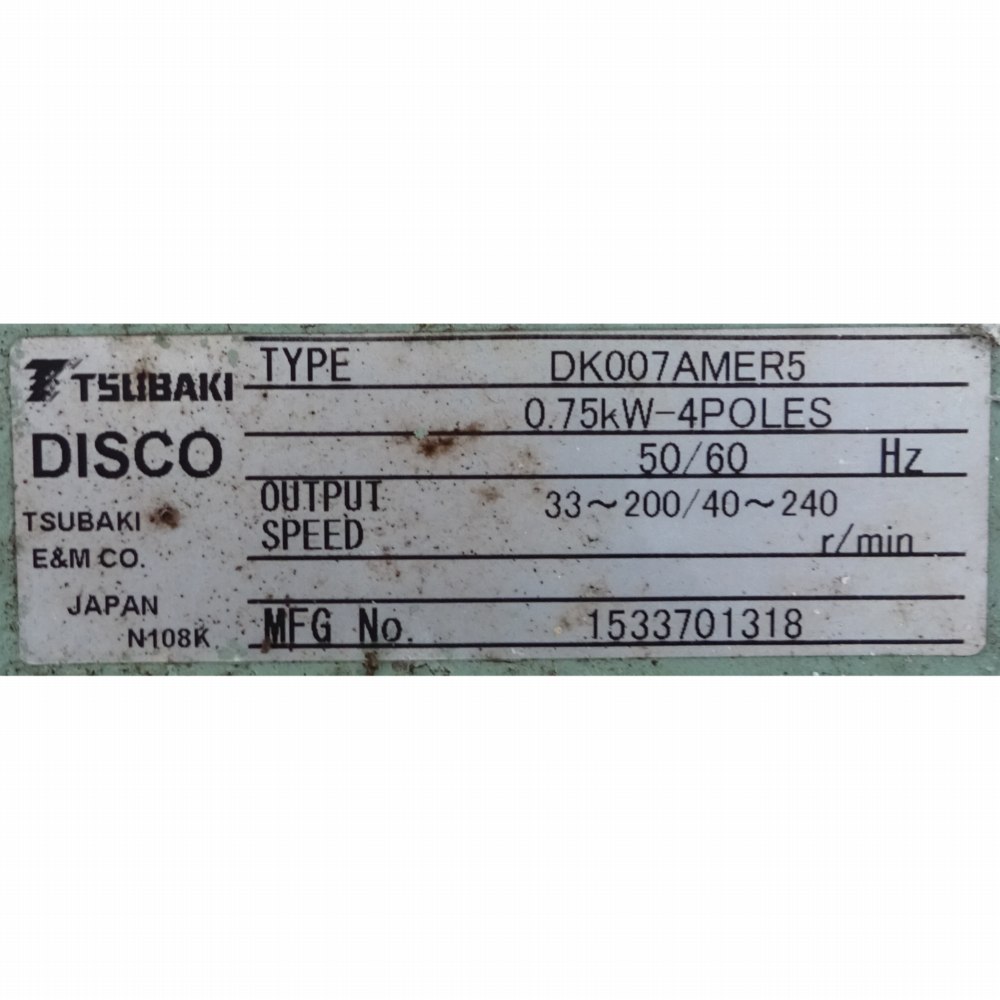 TSUBAKI
DISCO
TSUBAKI
E&M CO.
JAPAN
N108K
TYPE DK007AMER5
0.75kW-4POLES
50/60 Hz
OUTPUT SPEED 33~200/40~240 r/min
MFG No. 1533701318